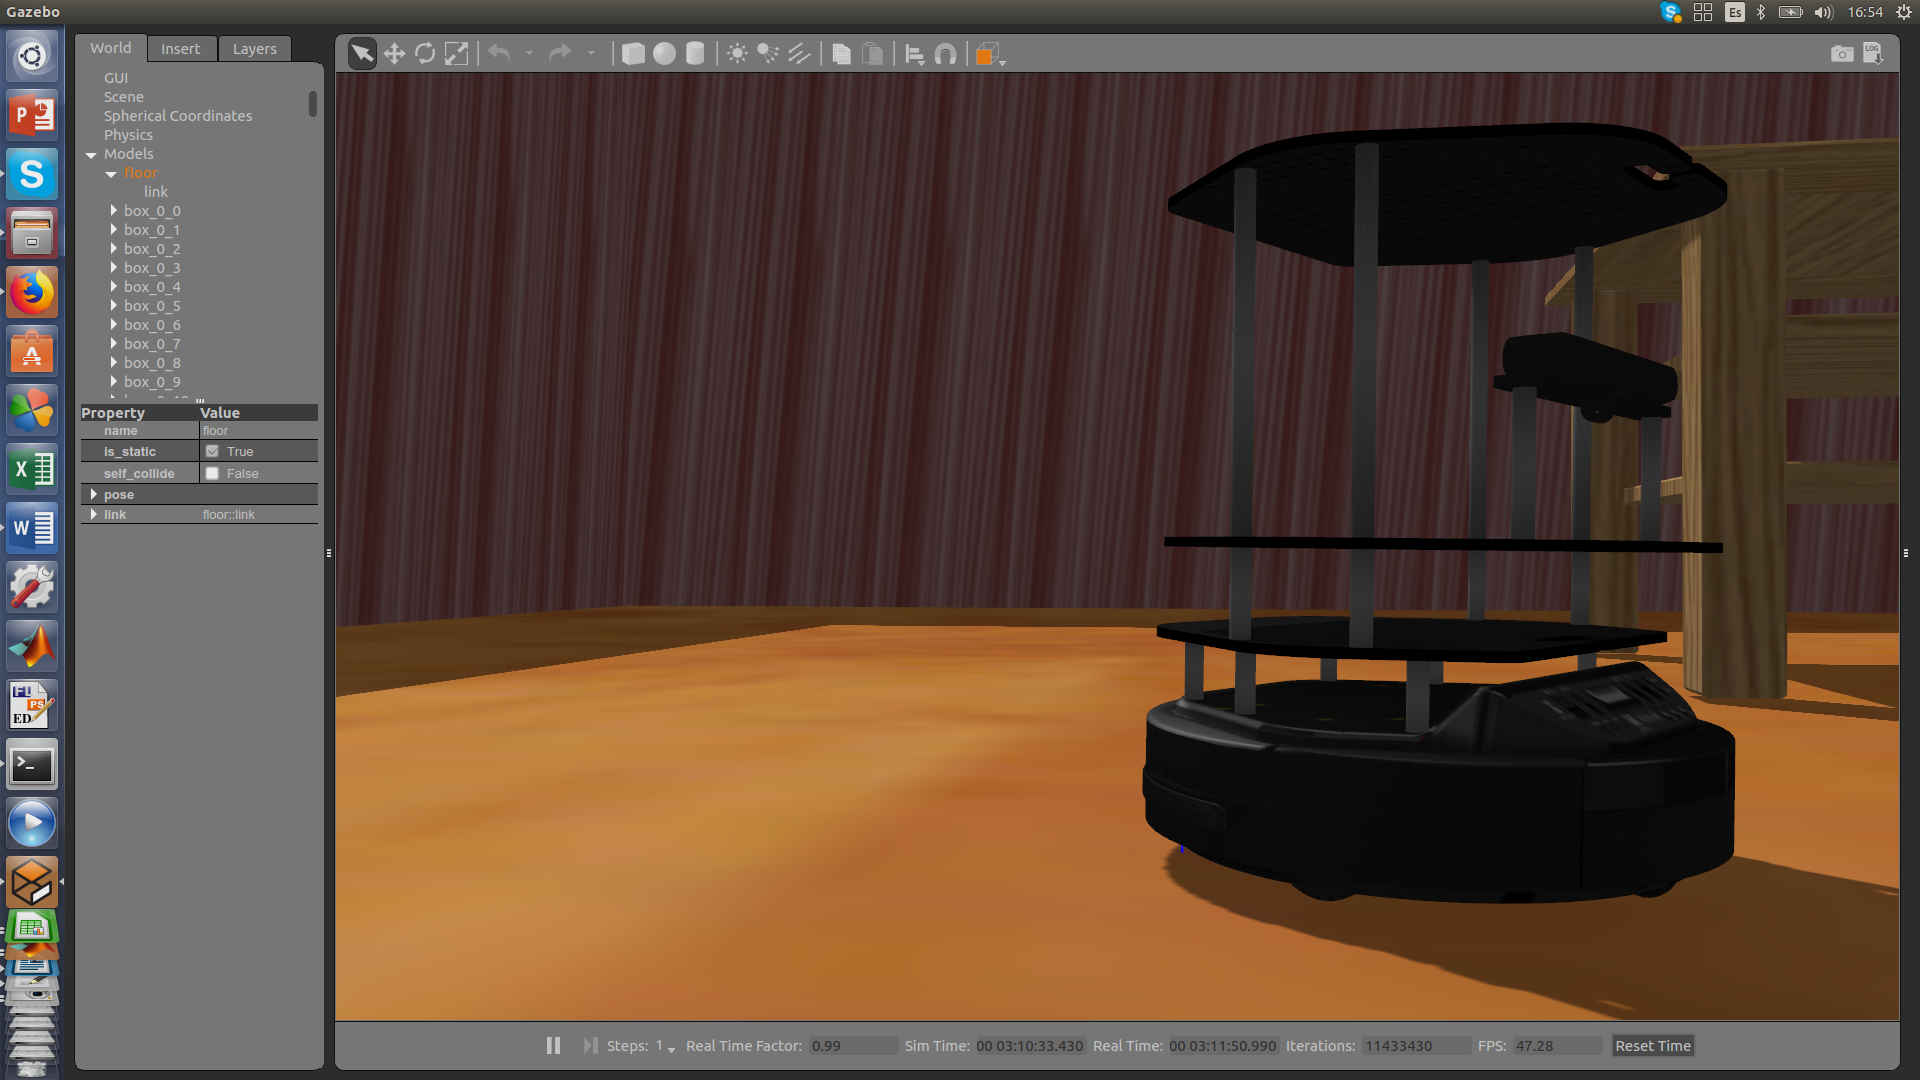 Gazebo
Es
16:54
World
Insert
Layers
LOG
GUI
Scene
Spherical Coordinates
Physics
Models
floor
link
box_0_0
box_0_1
box_0_2
box_0_3
box_0_4
box_0_5
box_0_6
box_0_7
box_0_8
box_0_9
Property Value
name floor
is_static True
self_collide False
pose
link floor::link
Steps: 1 Real Time Factor: 0.99 Sim Time: 00 03:10:33.430 Real Time: 00 03:11:50.990 Iterations: 11433430 FPS: 47.28 Reset Time